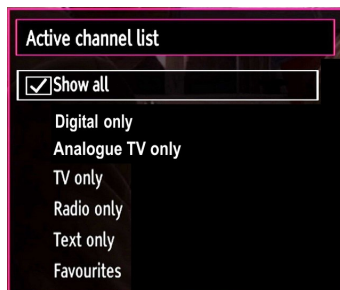 Active channel list
Show all
Digital only
Analogue TV only
TV only
Radio only
Text only
Favourites